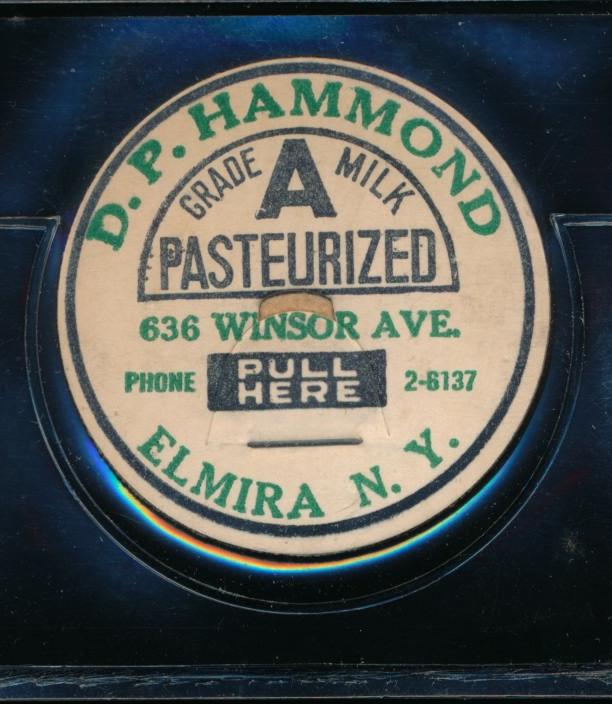 D. P. HAMMOND
GRADE A MILK
PASTEURIZED
636 WINSOR AVE.
PHONE PULL HERE 2-6137
ELMIRA N. Y.